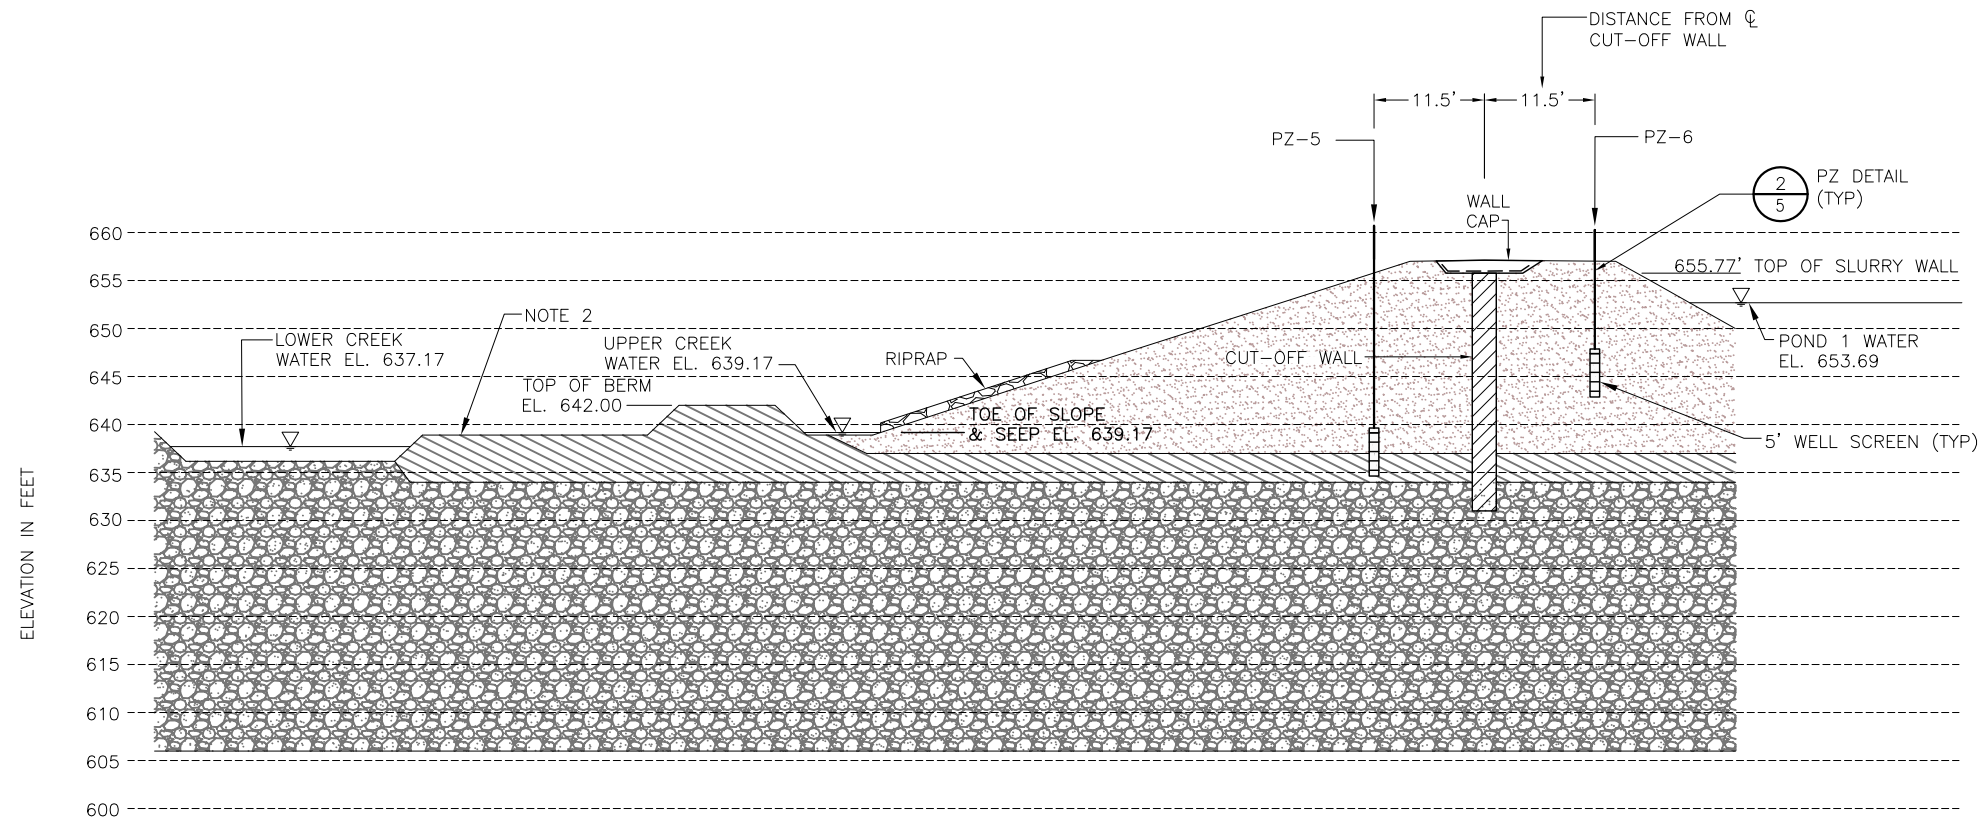 DISTANCE FROM ℄
CUT-OFF WALL
11.5'
11.5'
PZ-5
PZ-6
2
5
PZ DETAIL
(TYP)
WALL
CAP
660
655
650
645
640
635
630
625
620
615
610
605
600
ELEVATION IN FEET
655.77' TOP OF SLURRY WALL
NOTE 2
LOWER CREEK
WATER EL. 637.17
UPPER CREEK
WATER EL. 639.17
TOP OF BERM
EL. 642.00
RIPRAP
CUT-OFF WALL
POND 1 WATER
EL. 653.69
TOE OF SLOPE
& SEEP EL. 639.17
5' WELL SCREEN (TYP)